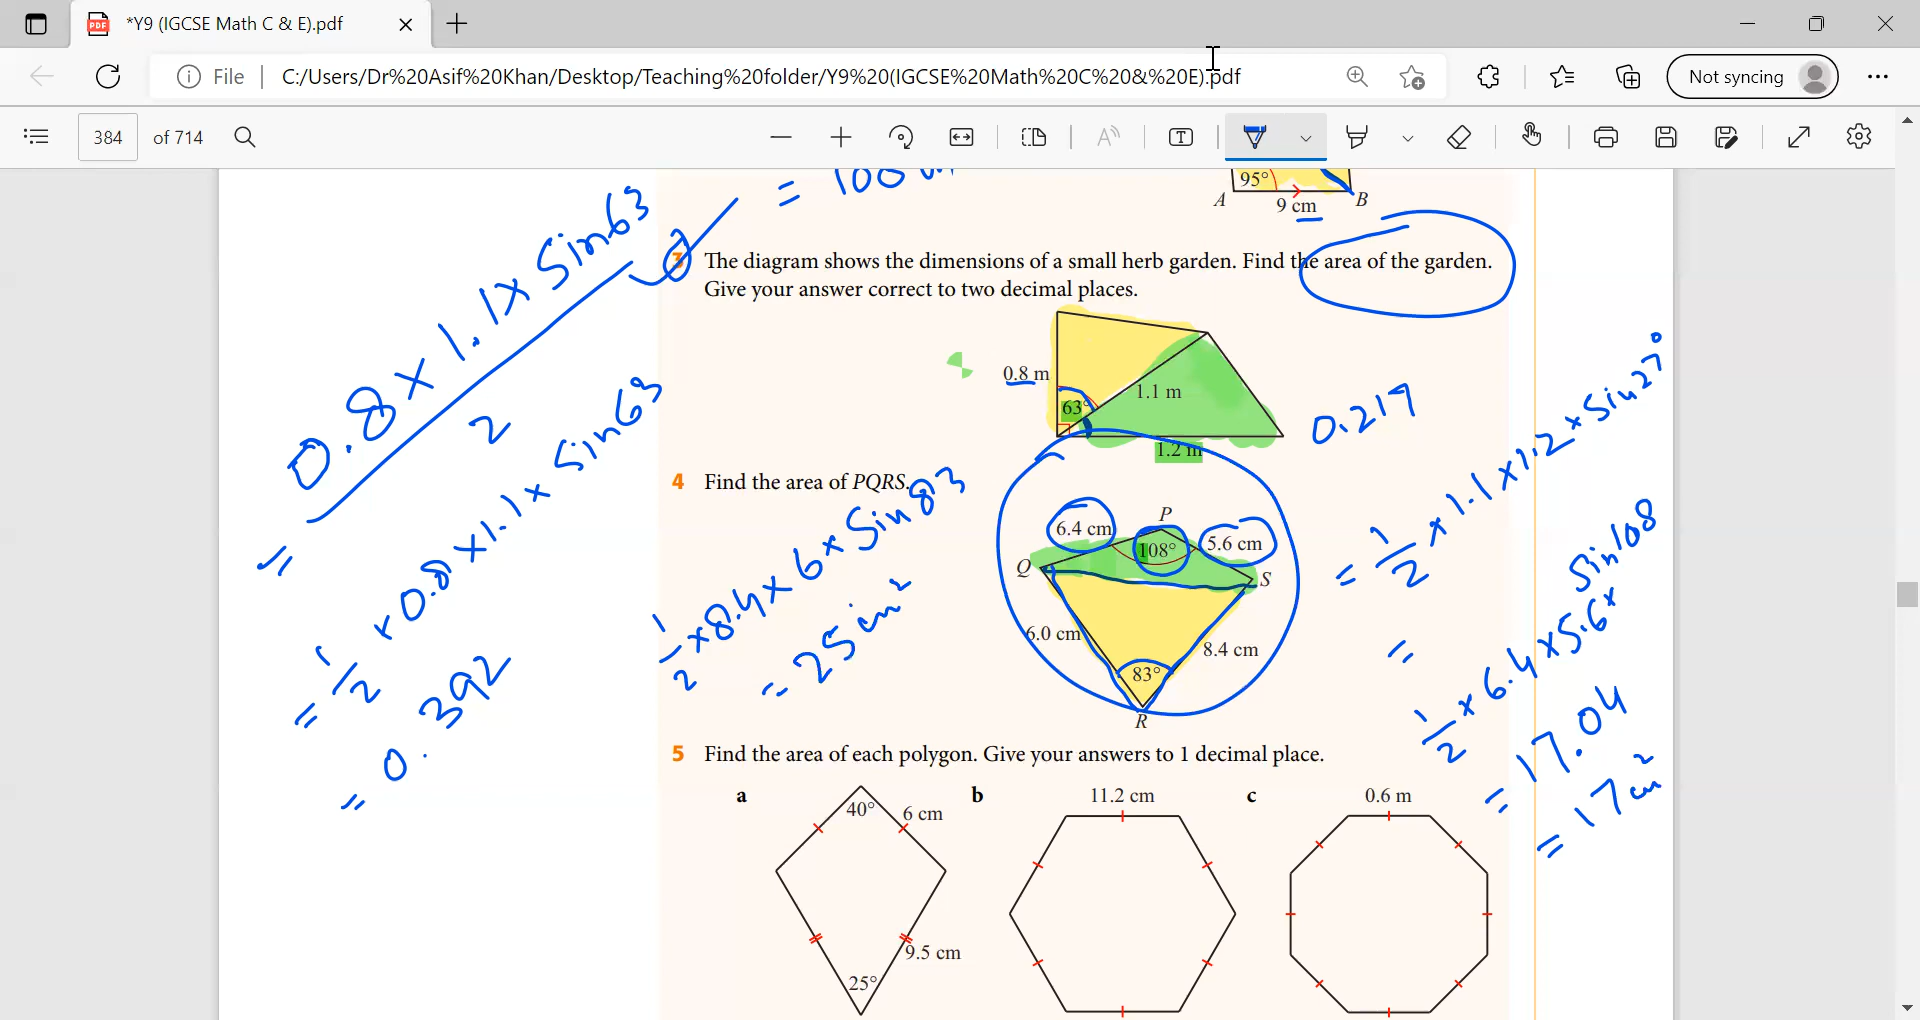 *Y9 (IGCSE Math C & E).pdf
File
C:/Users/Dr%20Asif%20Khan/Desktop/Teaching%20folder/Y9%20(IGCSE%20Math%20C%20&%20E).pdf
Not syncing
384 of 714
95°
A
9 cm
B
3 The diagram shows the dimensions of a small herb garden. Find the area of the garden.
Give your answer correct to two decimal places.
0.8 m
63°
1.1 m
1.2 m
0.8 × 1.1 × Sin63
2
= 1/2 × 0.8 × 1.1 × Sin63
= 0.392
0.217
= 1/2 × 1.1 × 1.2 × Sin27°
=
4 Find the area of PQRS.
P
6.4 cm
108°
5.6 cm
Q
S
6.0 cm
8.4 cm
83°
R
1/2 × 8.4 × 6 × Sin83
= 25 cm²
1/2 × 6.4 × 5.6 × Sin108
= 17.04
= 17 cm²
5 Find the area of each polygon. Give your answers to 1 decimal place.
a
40°
6 cm
9.5 cm
25°
b
11.2 cm
c
0.6 m